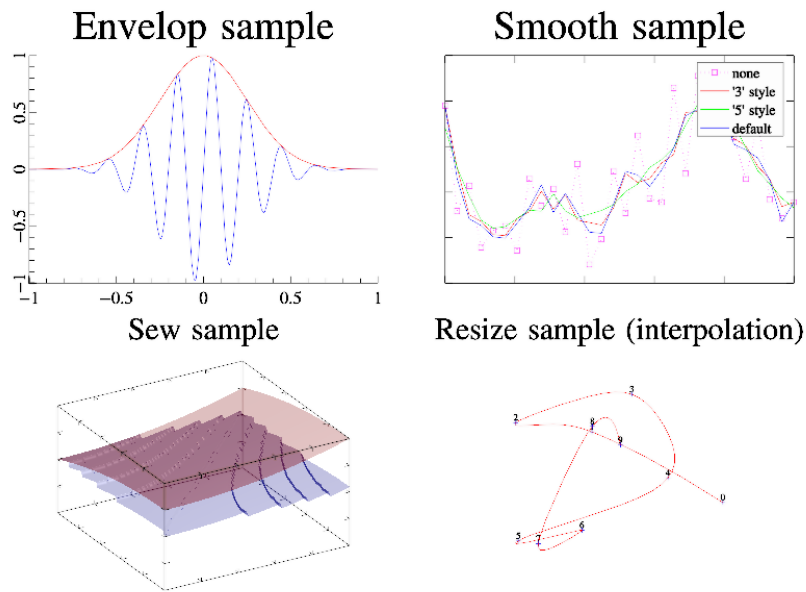 Envelop sample
Smooth sample
none
'3' style
'5' style
default
1
0.5
0
−0.5
−1
−1
−0.5
0
0.5
1
Sew sample
Resize sample (interpolation)
3
2
8
9
4
0
5
7
6